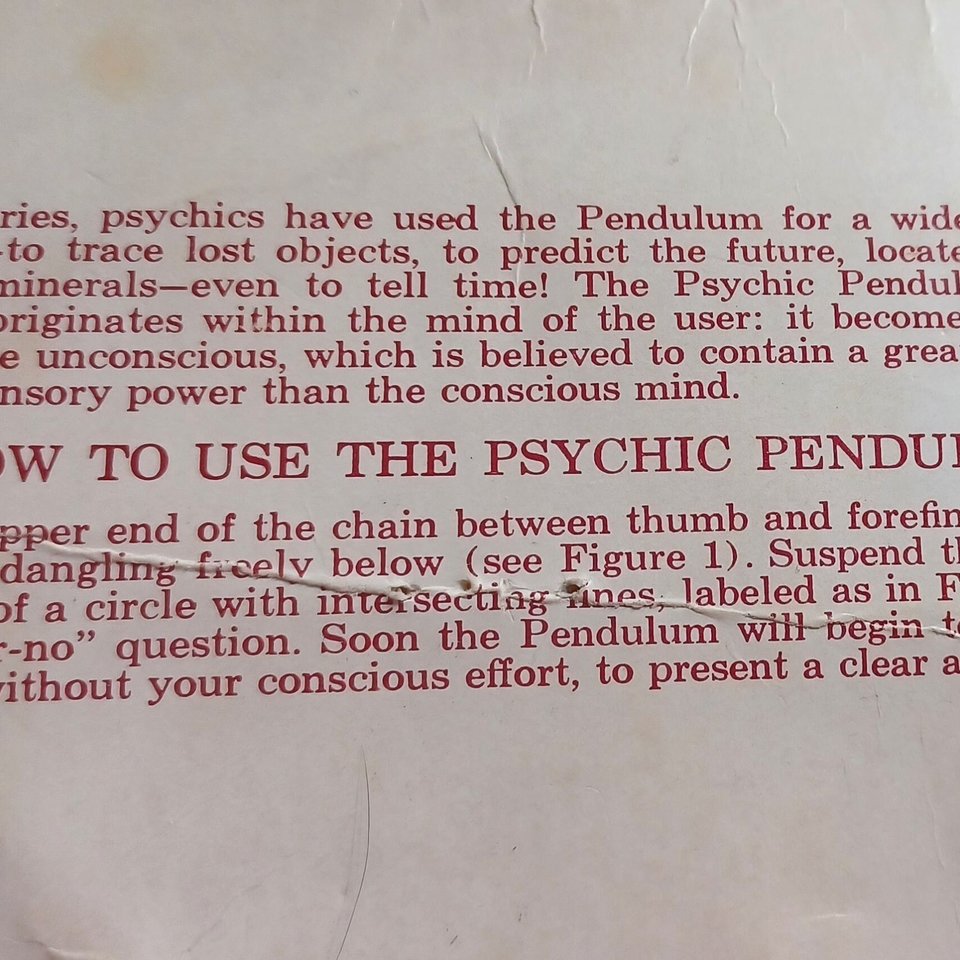 ries, psychics have used the Pendulum for a wide
-to trace lost objects, to predict the future, locate
minerals—even to tell time! The Psychic Pendul
originates within the mind of the user: it become
e unconscious, which is believed to contain a grea
nsory power than the conscious mind.
OW TO USE THE PSYCHIC PENDU
pper end of the chain between thumb and forefin
dangling freely below (see Figure 1). Suspend th
of a circle with intersecting lines, labeled as in F
r-no” question. Soon the Pendulum will begin to
without your conscious effort, to present a clear a